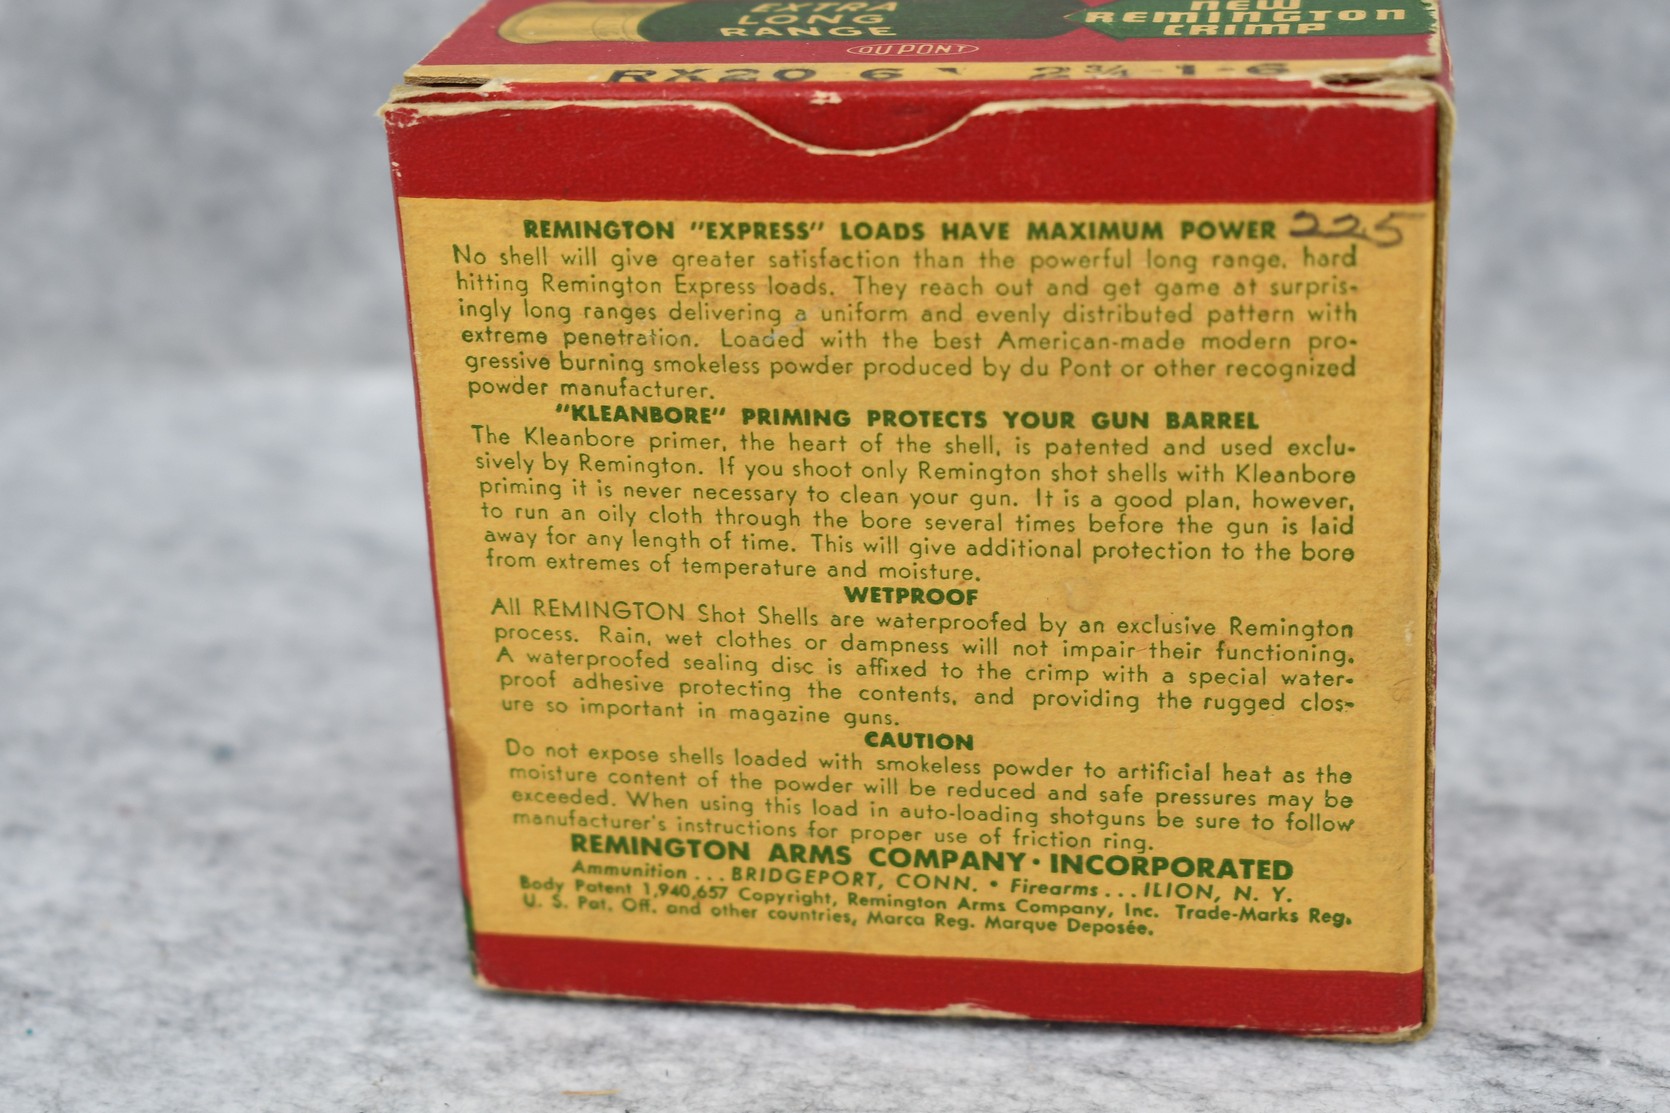 EXTRA
LONG
RANGE
DU PONT
NEW
REMINGTON
CRIMP
RX20 6 2¾-1-6
REMINGTON "EXPRESS" LOADS HAVE MAXIMUM POWER 225
No shell will give greater satisfaction than the powerful long range, hard
hitting Remington Express loads. They reach out and get game at surpris-
ingly long ranges delivering a uniform and evenly distributed pattern with
extreme penetration. Loaded with the best American-made modern pro-
gressive burning smokeless powder produced by du Pont or other recognized
powder manufacturer.
"KLEANBORE" PRIMING PROTECTS YOUR GUN BARREL
The Kleanbore primer, the heart of the shell, is patented and used exclu-
sively by Remington. If you shoot only Remington shot shells with Kleanbore
priming it is never necessary to clean your gun. It is a good plan, however,
to run an oily cloth through the bore several times before the gun is laid
away for any length of time. This will give additional protection to the bore
from extremes of temperature and moisture.
WETPROOF
All REMINGTON Shot Shells are waterproofed by an exclusive Remington
process. Rain, wet clothes or dampness will not impair their functioning.
A waterproofed sealing disc is affixed to the crimp with a special water-
proof adhesive protecting the contents, and providing the rugged clos-
ure so important in magazine guns.
CAUTION
Do not expose shells loaded with smokeless powder to artificial heat as the
moisture content of the powder will be reduced and safe pressures may be
exceeded. When using this load in auto-loading shotguns be sure to follow
manufacturer's instructions for proper use of friction ring.
REMINGTON ARMS COMPANY · INCORPORATED
Ammunition ... BRIDGEPORT, CONN. • Firearms ... ILION, N. Y.
Body Patent 1,940,657 Copyright, Remington Arms Company, Inc. Trade-Marks Reg.
U. S. Pat. Off. and other countries, Marca Reg. Marque Deposée.